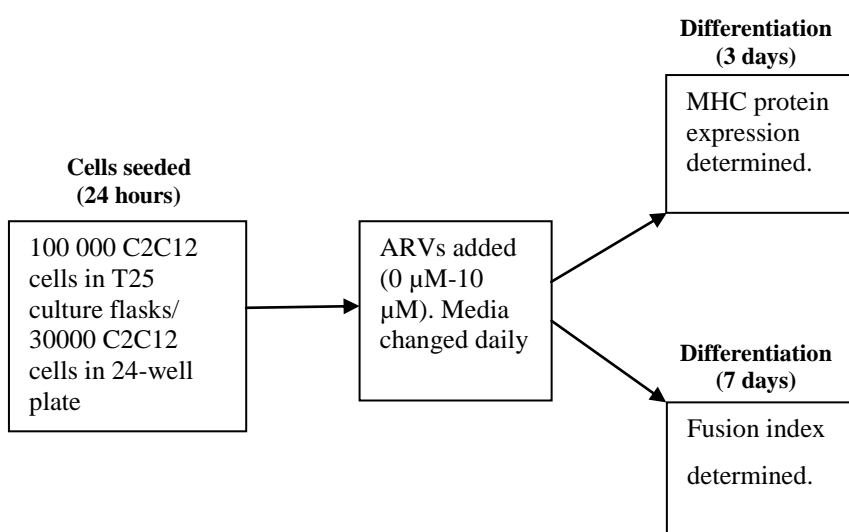 Cells seeded
(24 hours)
100 000 C2C12
cells in T25
culture flasks/
30000 C2C12
cells in 24-well
plate
ARVs added
(0 µM-10
µM). Media
changed daily
Differentiation
(3 days)
MHC protein
expression
determined.
Differentiation
(7 days)
Fusion index
determined.